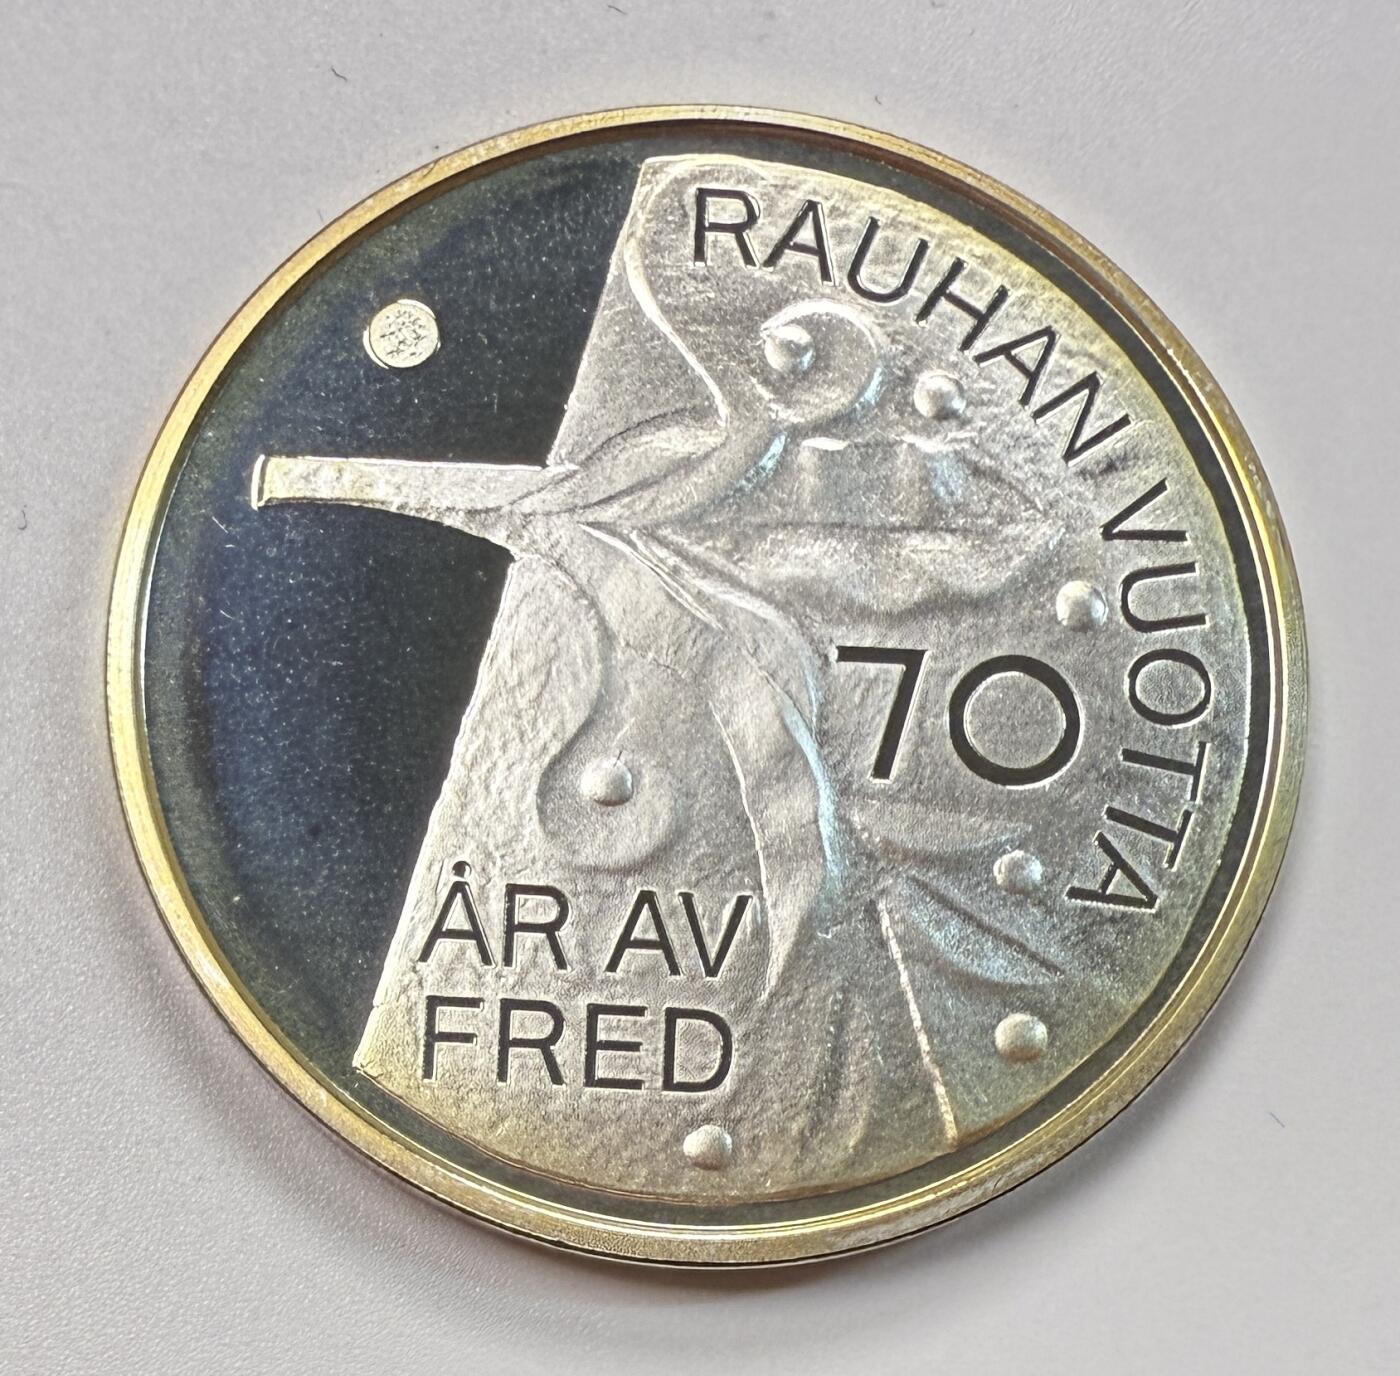 RAUHAN VUOTTA
70
ÅR AV
FRED